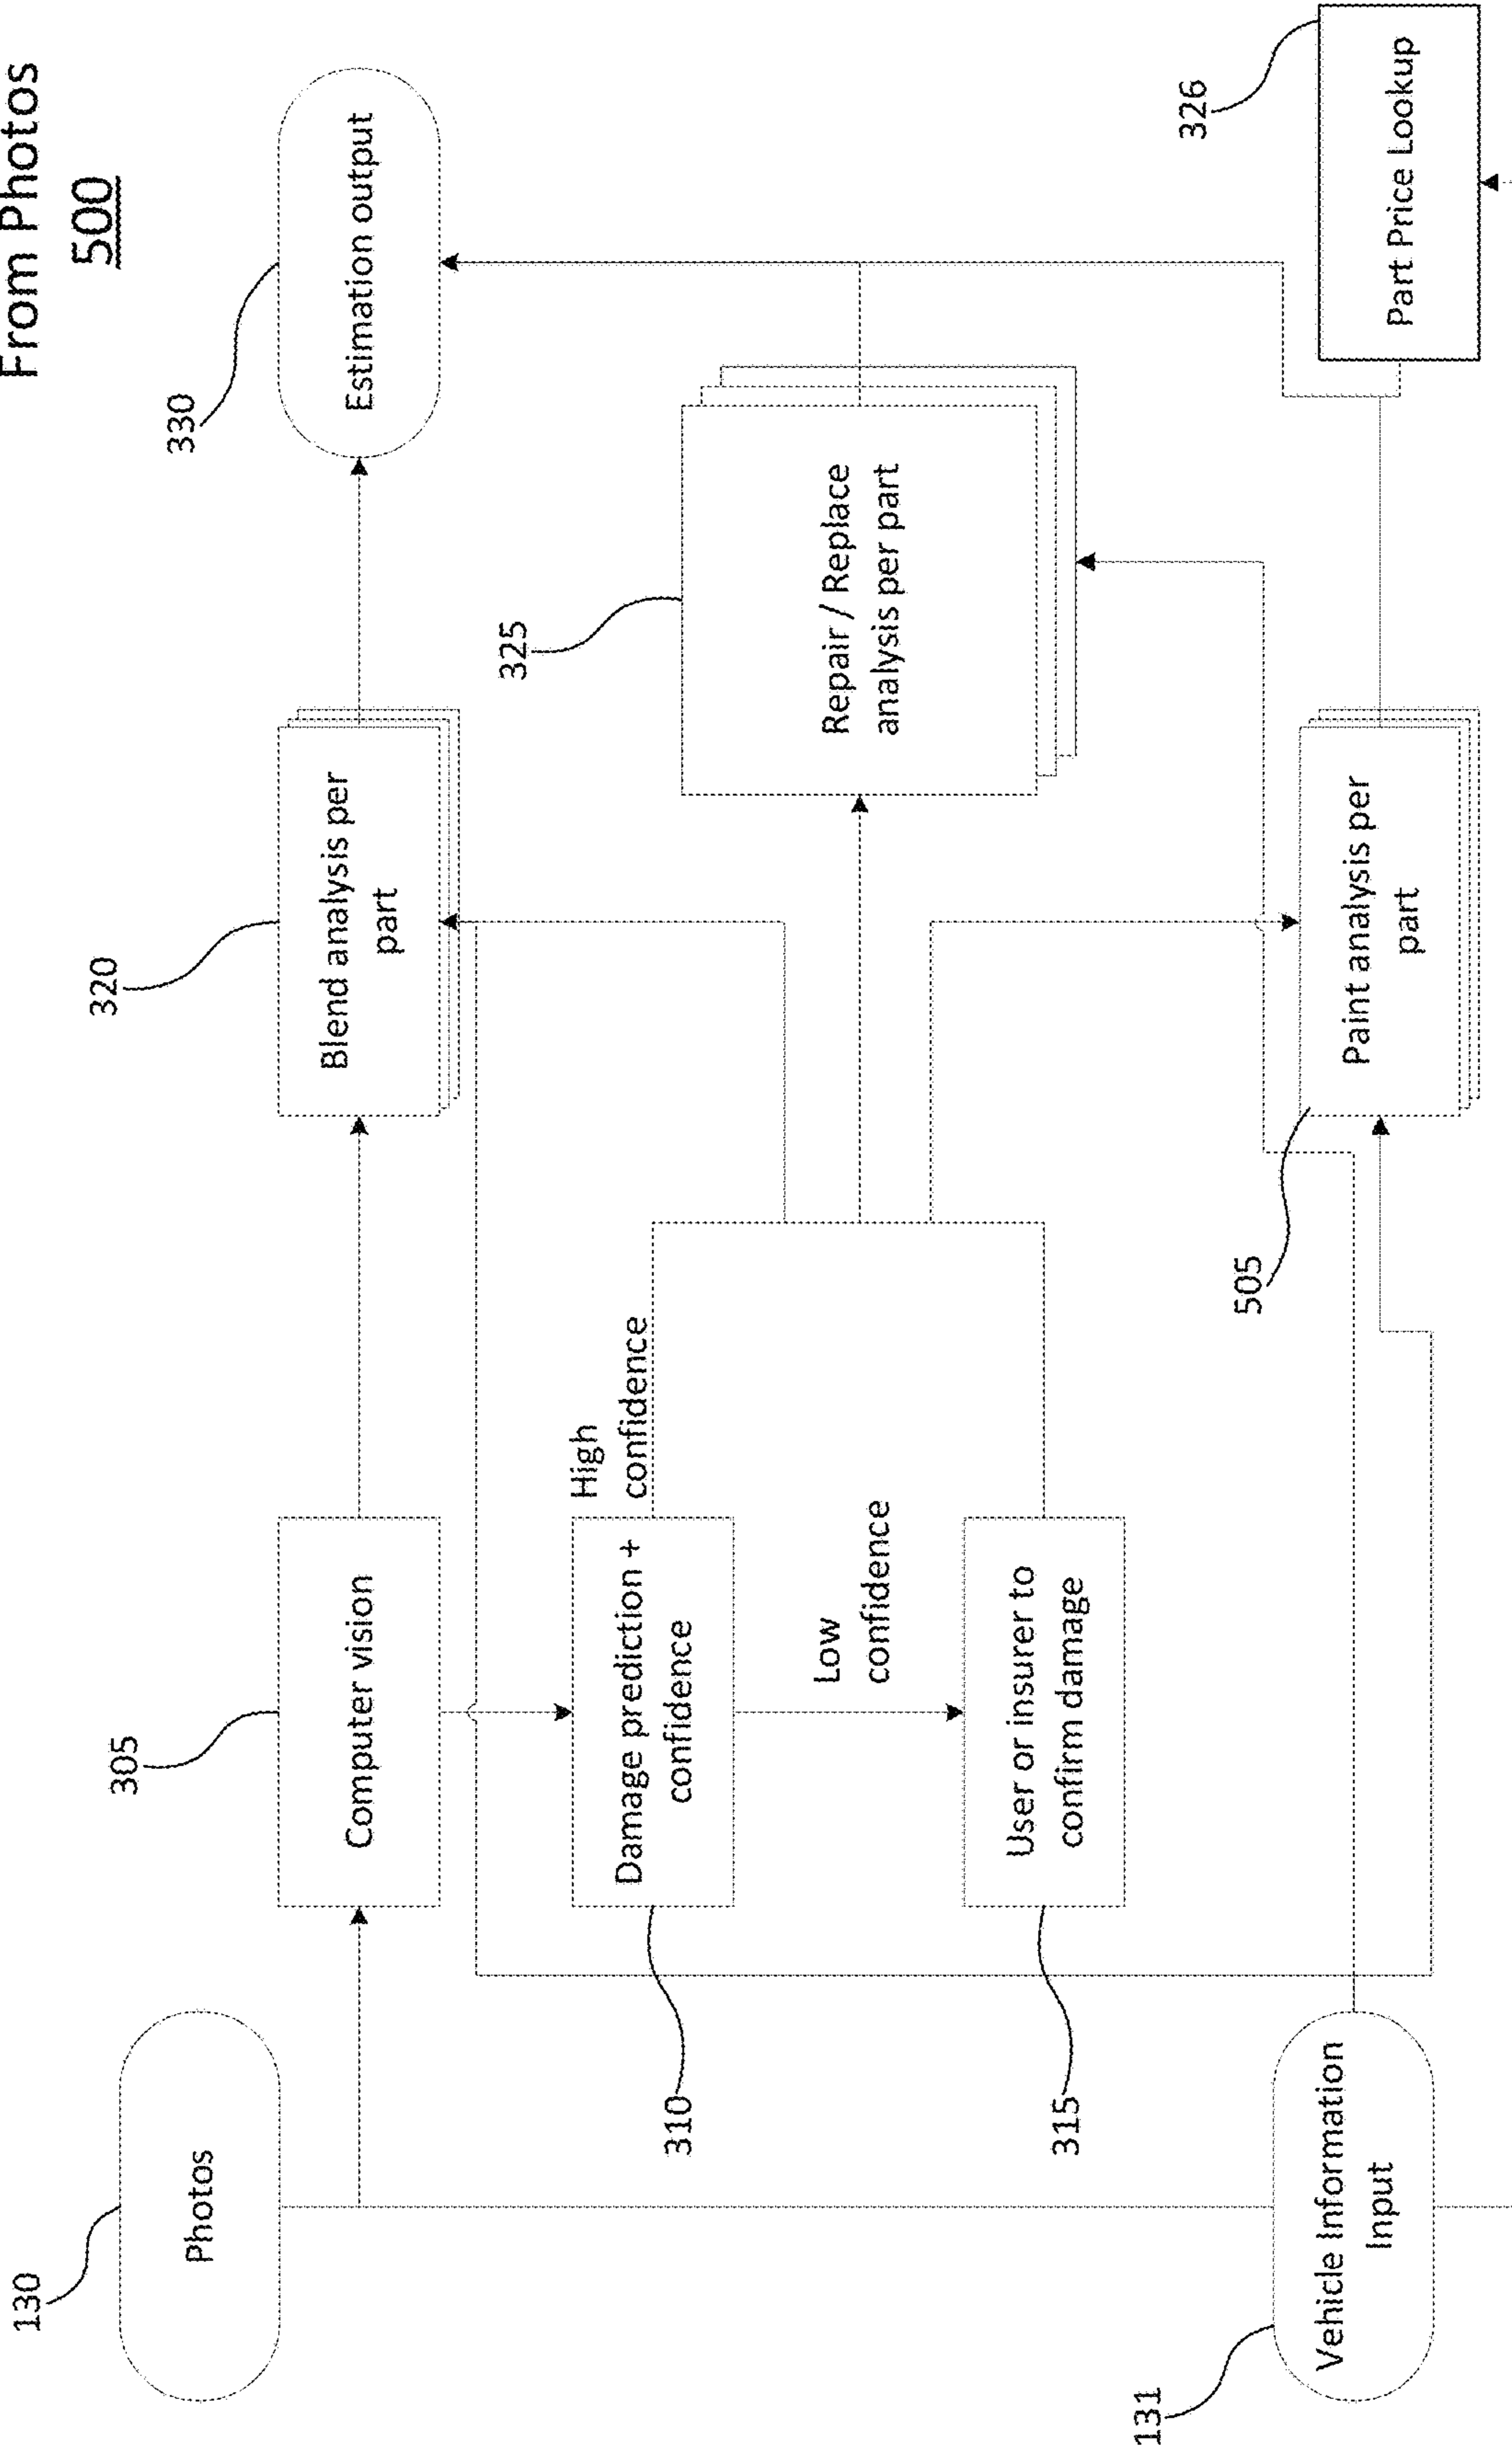 From Photos
500
130
Photos
305
Computer vision
320
Blend analysis per
part
330
Estimation output
310
Damage prediction +
confidence
High
confidence
Low
confidence
315
User or insurer to
confirm damage
325
Repair / Replace
analysis per part
131
Vehicle Information
Input
505
Paint analysis per
part
326
Part Price Lookup